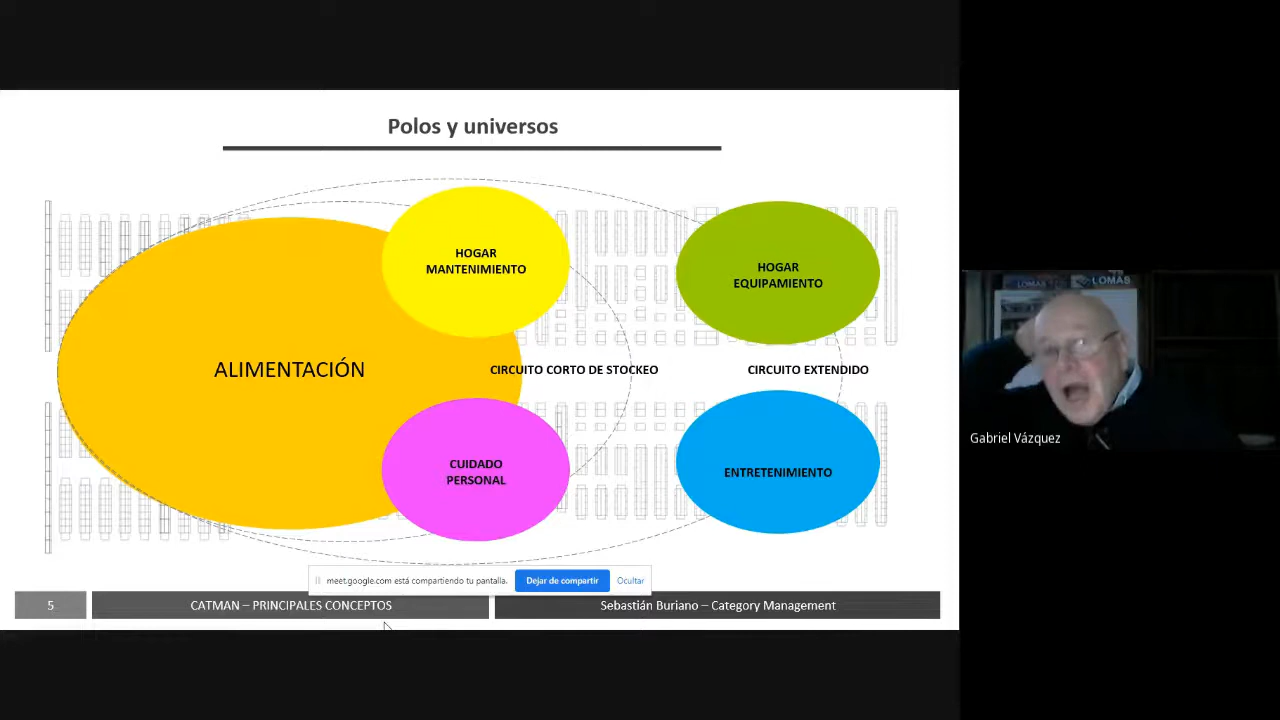 Polos y universos
HOGAR
MANTENIMIENTO
HOGAR
EQUIPAMIENTO
ALIMENTACIÓN
CIRCUITO CORTO DE STOCKEO
CIRCUITO EXTENDIDO
CUIDADO
PERSONAL
ENTRETENIMIENTO
meet.google.com está compartiendo tu pantalla.
Dejar de compartir
Ocultar
5
CATMAN – PRINCIPALES CONCEPTOS
Sebastián Buriano – Category Management
LOMAS
LOMAS
Gabriel Vázquez